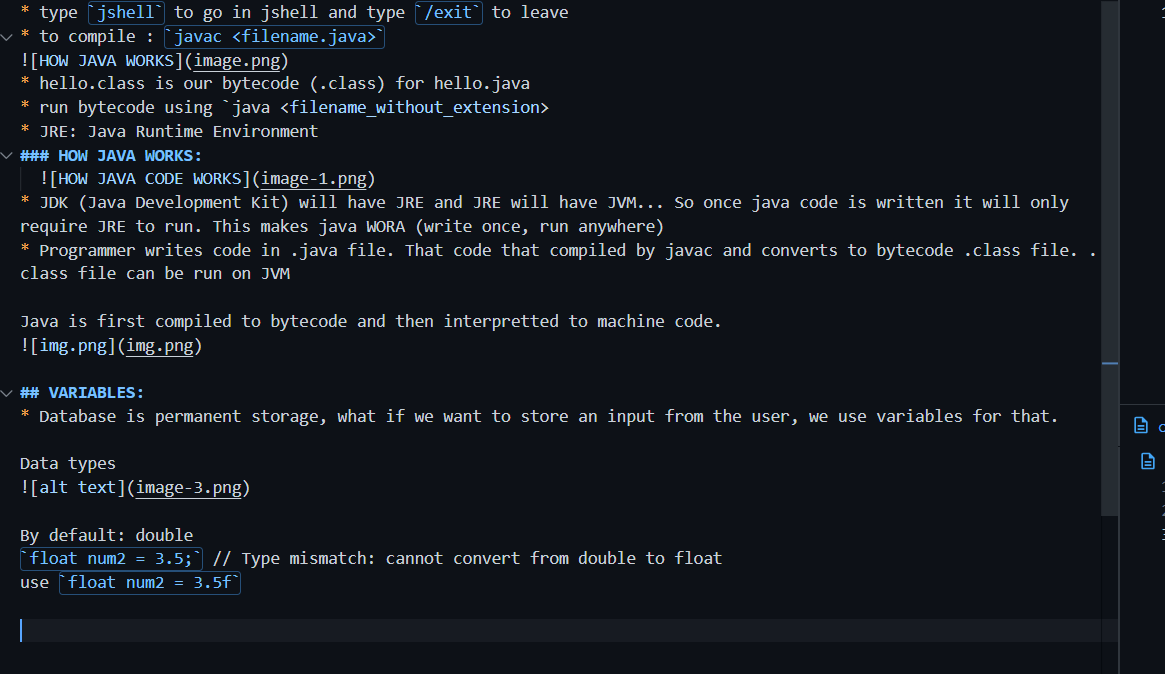 * type `jshell` to go in jshell and type `/exit` to leave
* to compile : `javac <filename.java>`
![HOW JAVA WORKS](image.png)
* hello.class is our bytecode (.class) for hello.java
* run bytecode using `java <filename_without_extension>
* JRE: Java Runtime Environment
### HOW JAVA WORKS:
![HOW JAVA CODE WORKS](image-1.png)
* JDK (Java Development Kit) will have JRE and JRE will have JVM... So once java code is written it will only
require JRE to run. This makes java WORA (write once, run anywhere)
* Programmer writes code in .java file. That code that compiled by javac and converts to bytecode .class file. .
class file can be run on JVM
Java is first compiled to bytecode and then interpretted to machine code.
![img.png](img.png)
## VARIABLES:
* Database is permanent storage, what if we want to store an input from the user, we use variables for that.
Data types
![alt text](image-3.png)
By default: double
`float num2 = 3.5;` // Type mismatch: cannot convert from double to float
use `float num2 = 3.5f`